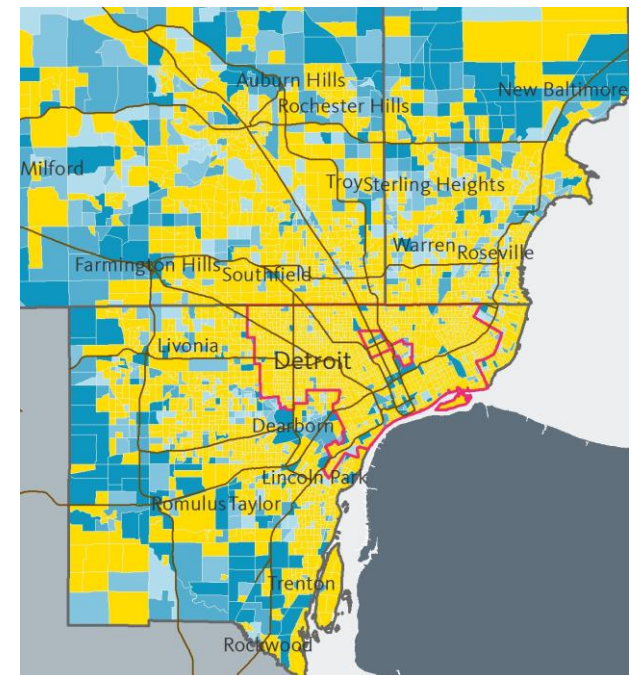 Auburn Hills
Rochester Hills
New Baltimore
Milford
Troy
Sterling Heights
Warren
Roseville
Farmington Hills
Southfield
Livonia
Detroit
Dearborn
Lincoln Park
Romulus
Taylor
Trenton
Rockwood